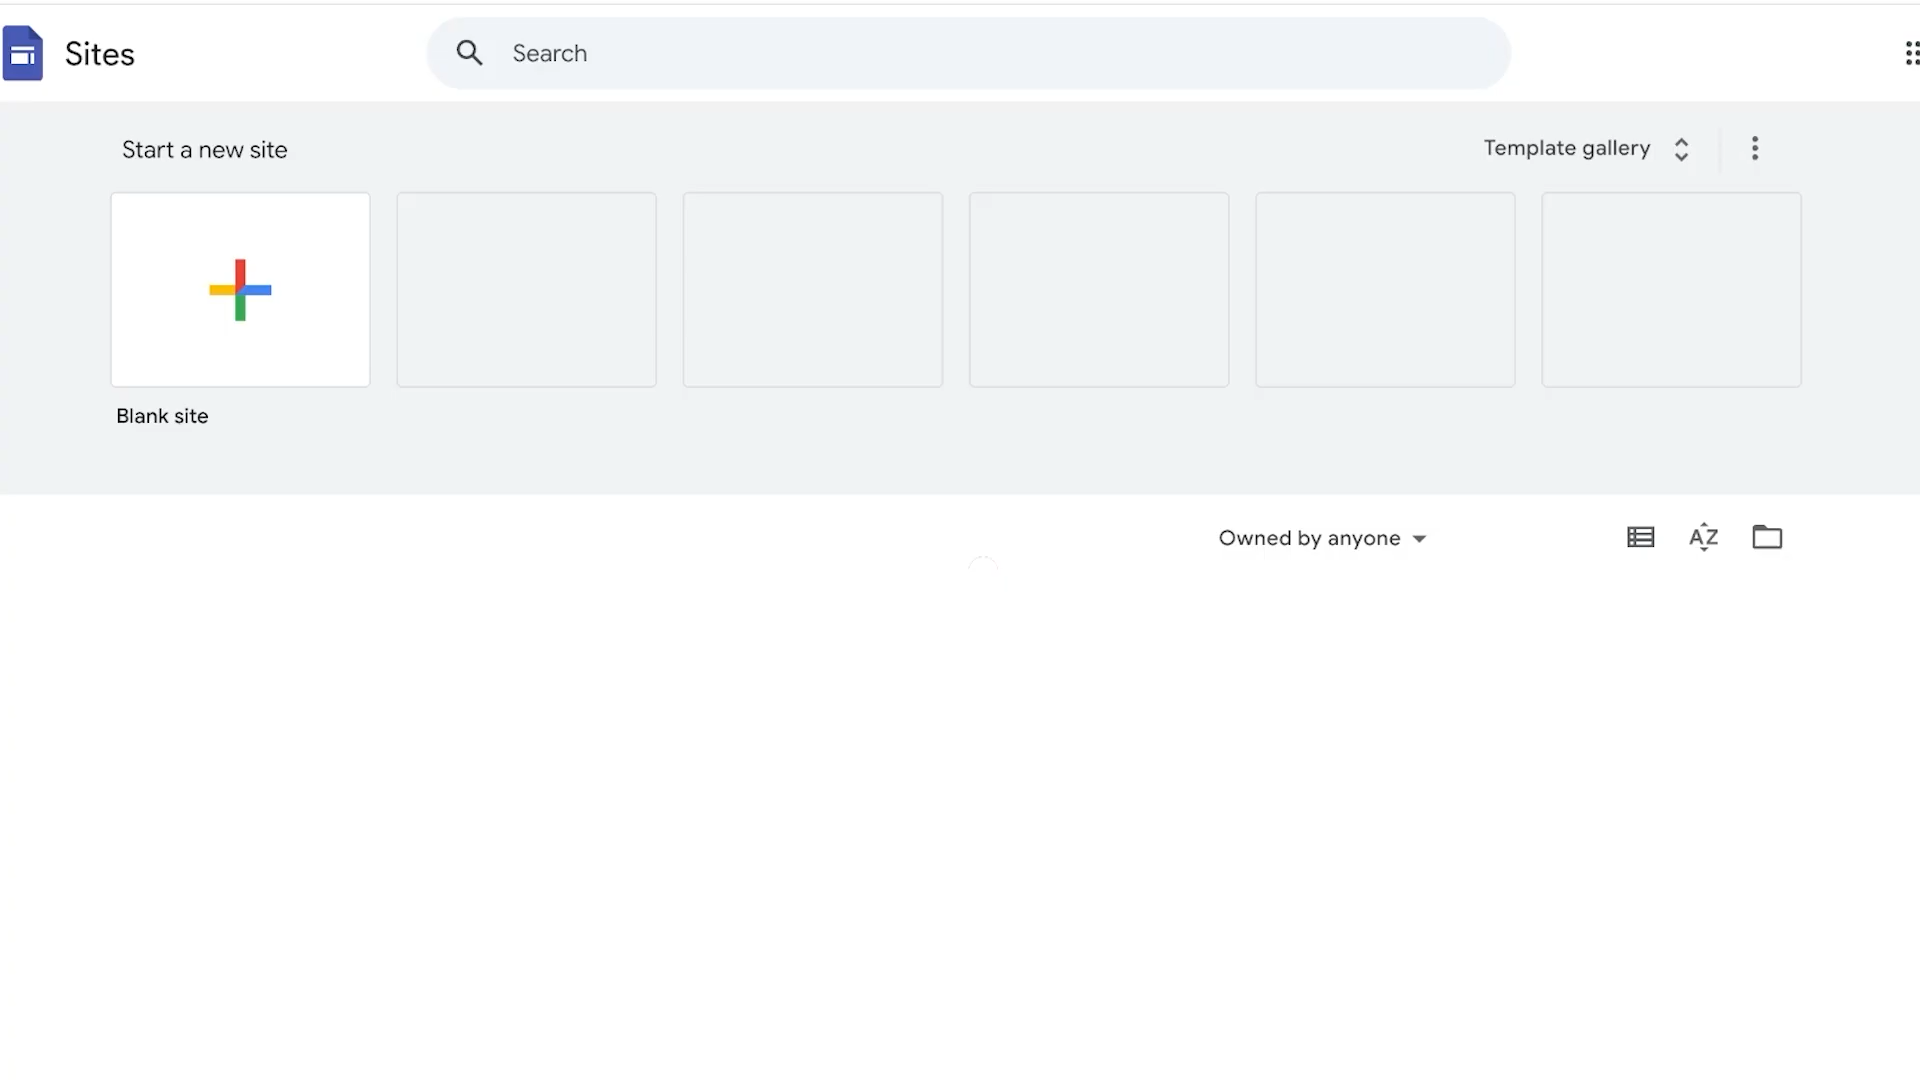 Sites
Search
Start a new site
Template gallery
Blank site
Owned by anyone
AZ